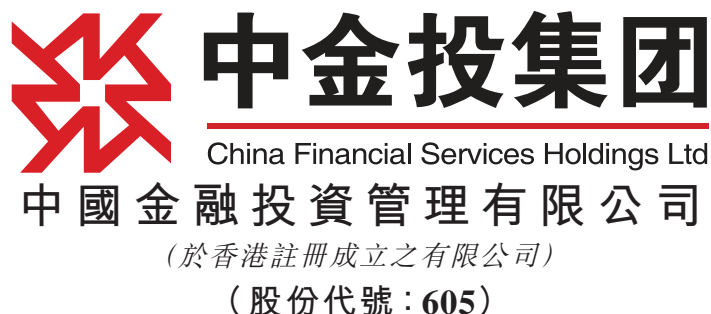 中金投集团
China Financial Services Holdings Ltd
中國金融投資管理有限公司
(於香港註冊成立之有限公司)
(股份代號：605)